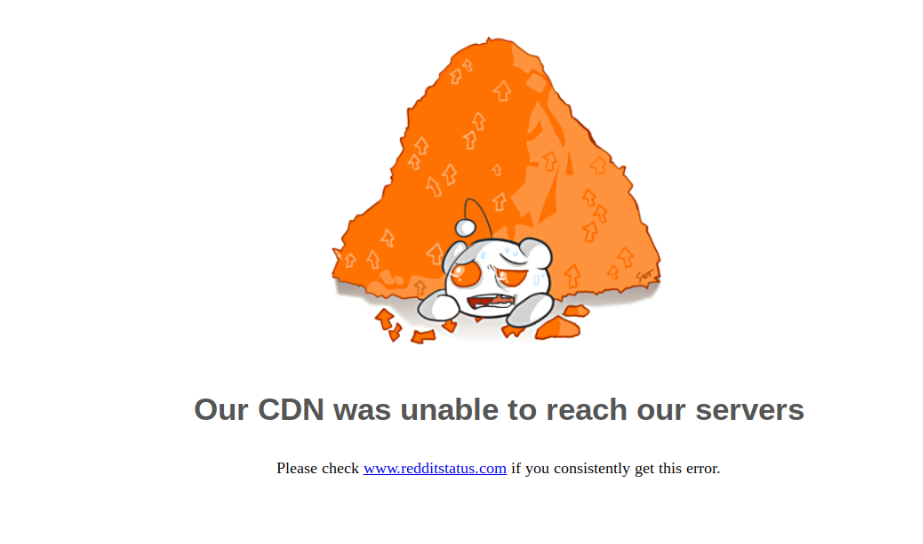 Our CDN was unable to reach our servers
Please check www.redditstatus.com if you consistently get this error.